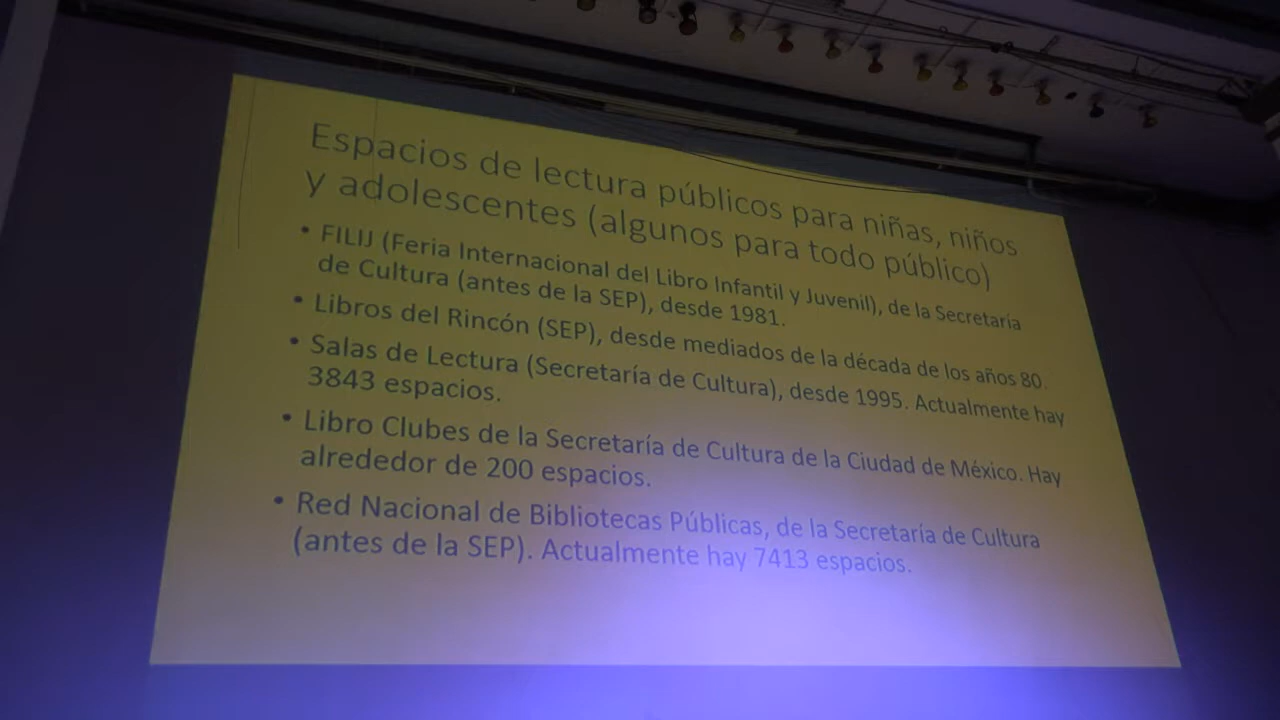 Espacios de lectura públicos para niñas, niños
y adolescentes (algunos para todo público)
• FILIJ (Feria Internacional del Libro Infantil y Juvenil), de la Secretaría
de Cultura (antes de la SEP), desde 1981.
• Libros del Rincón (SEP), desde mediados de la década de los años 80.
• Salas de Lectura (Secretaría de Cultura), desde 1995. Actualmente hay
3843 espacios.
• Libro Clubes de la Secretaría de Cultura de la Ciudad de México. Hay
alrededor de 200 espacios.
• Red Nacional de Bibliotecas Públicas, de la Secretaría de Cultura
(antes de la SEP). Actualmente hay 7413 espacios.